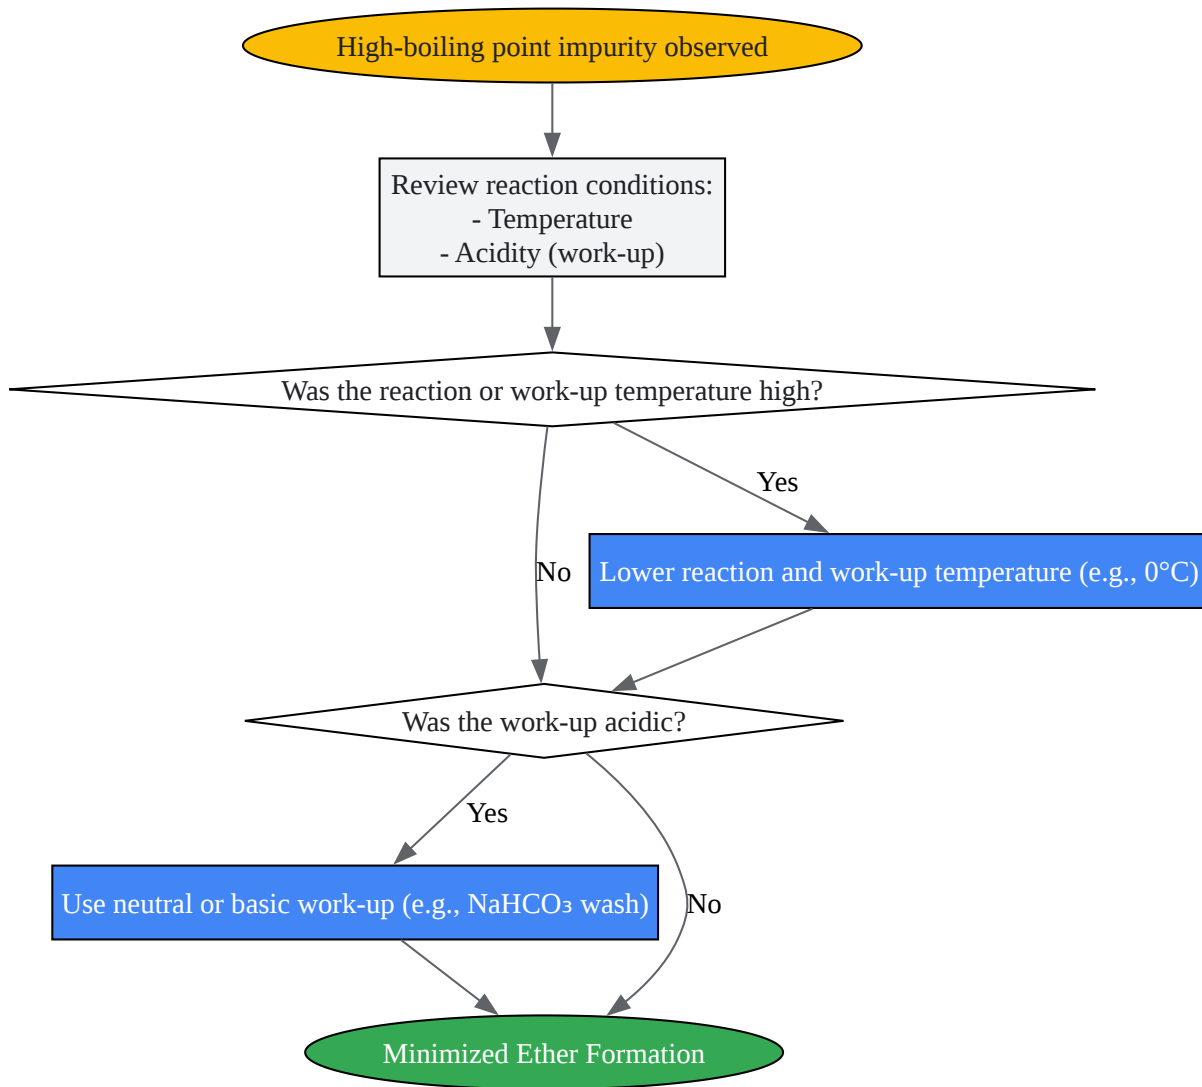 High-boiling point impurity observed
Review reaction conditions:
- Temperature
- Acidity (work-up)
Was the reaction or work-up temperature high?
Yes
No
Lower reaction and work-up temperature (e.g., 0°C)
Was the work-up acidic?
Yes
Use neutral or basic work-up (e.g., NaHCO₃ wash)
No
Minimized Ether Formation